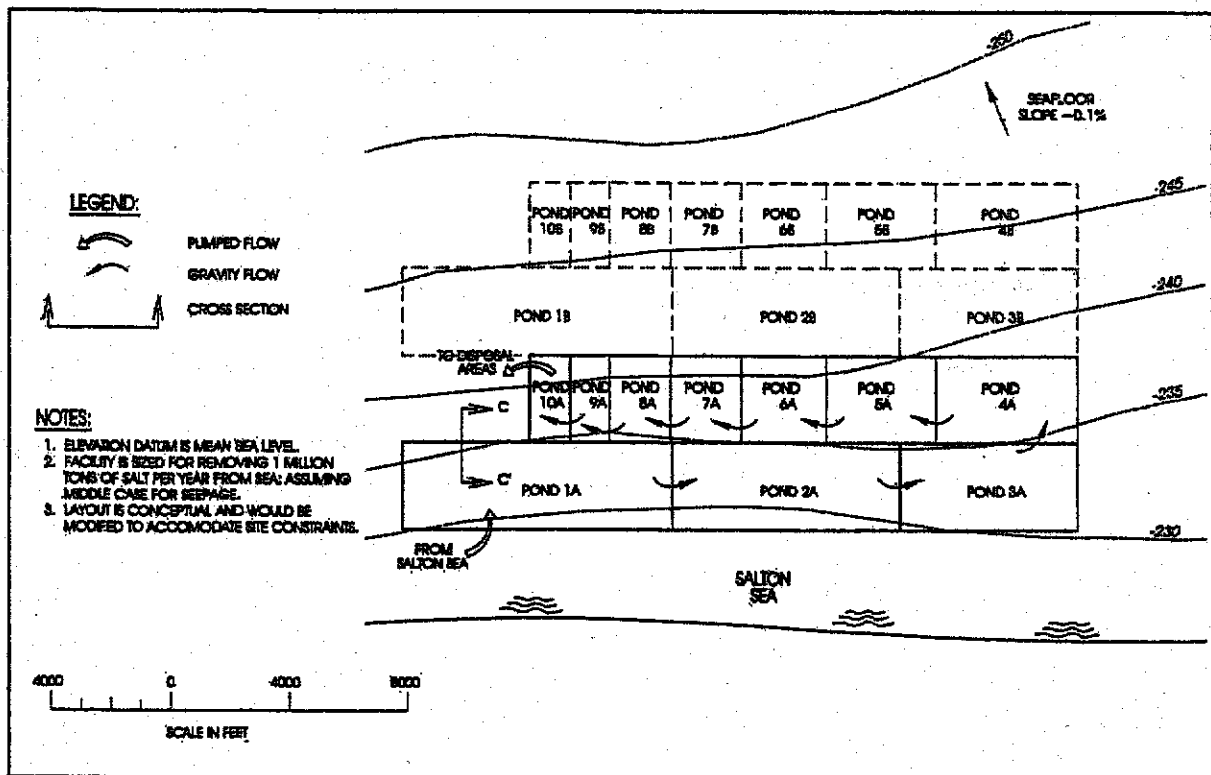 -250
SEAFLOOR
SLOPE ~0.1%
LEGEND:
PUMPED FLOW
GRAVITY FLOW
CROSS SECTION
-245
POND
10B
POND
9B
POND
8B
POND
7B
POND
6B
POND
5B
POND
4B
-240
POND 1B
POND 2B
POND 3B
TO DISPOSAL
AREAS
POND
10A
POND
9A
POND
8A
POND
7A
POND
6A
POND
5A
POND
4A
-235
C
C'
NOTES:
1. ELEVATION DATUM IS MEAN SEA LEVEL.
2. FACILITY IS SIZED FOR REMOVING 1 MILLION
TONS OF SALT PER YEAR FROM SEA; ASSUMING
MIDDLE CASE FOR SEEPAGE.
3. LAYOUT IS CONCEPTUAL AND WOULD BE
MODIFED TO ACCOMODATE SITE CONSTRAINTS.
POND 1A
POND 2A
POND 3A
FROM
SALTON SEA
-230
SALTON
SEA
4000 0 4000 8000
SCALE IN FEET